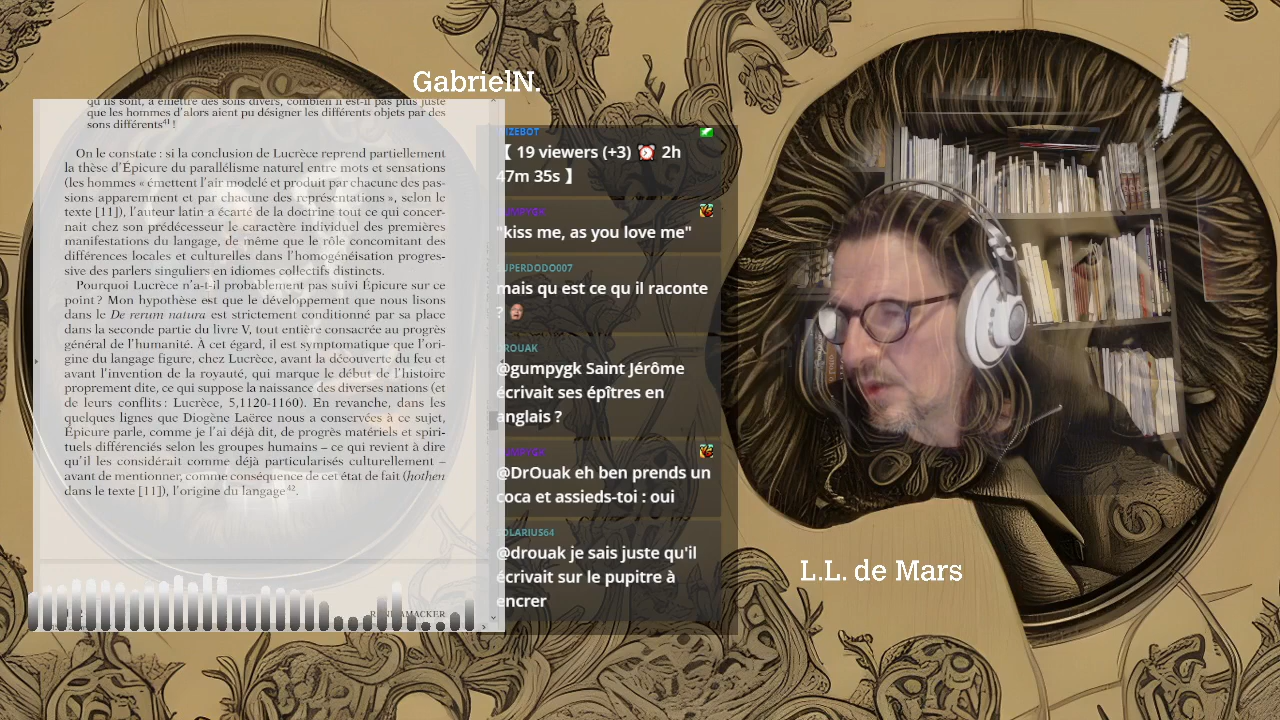 GabrielN.
qu'ils sont, à émettre des sons divers, combien n'est-il pas plus juste
que les hommes d'alors aient pu désigner les différents objets par des
sons différents⁴¹ !
On le constate : si la conclusion de Lucrèce reprend partiellement
la thèse d'Épicure du parallélisme naturel entre mots et sensations
(les hommes « émettent l'air modelé et produit par chacune des pas-
sions apparemment et par chacune des représentations », selon le
texte [11]), l'auteur latin a écarté de la doctrine tout ce qui concer-
nait chez son prédécesseur le caractère individuel des premières
manifestations du langage, de même que le rôle concomitant des
différences locales et culturelles dans l'homogénéisation progres-
sive des parlers singuliers en idiomes collectifs distincts.
Pourquoi Lucrèce n'a-t-il probablement pas suivi Épicure sur ce
point ? Mon hypothèse est que le développement que nous lisons
dans le De rerum natura est strictement conditionné par sa place
dans la seconde partie du livre V, tout entière consacrée au progrès
général de l'humanité. À cet égard, il est symptomatique que l'ori-
gine du langage figure, chez Lucrèce, avant la découverte du feu et
avant l'invention de la royauté, qui marque le début de l'histoire
proprement dite, ce qui suppose la naissance des diverses nations (et
de leurs conflits : Lucrèce, 5,1120-1160). En revanche, dans les
quelques lignes que Diogène Laërce nous a conservées à ce sujet,
Épicure parle, comme je l'ai déjà dit, de progrès matériels et spiri-
tuels différenciés selon les groupes humains – ce qui revient à dire
qu'il les considérait comme déjà particularisés culturellement –
avant de mentionner, comme conséquence de cet état de fait (hothen
dans le texte [11]), l'origine du langage⁴².
【 19 viewers (+3) ⏰ 2h
47m 35s 】
"kiss me, as you love me"
SUPERDODO007
mais qu est ce qu il raconte
?
DROUAK
@gumpygk Saint Jérôme
écrivait ses épîtres en
anglais ?
GUMPYGK
@DrOuak eh ben prends un
coca et assieds-toi : oui
SOLARIUS64
@drouak je sais juste qu'il
écrivait sur le pupitre à
encrer
L.L. de Mars